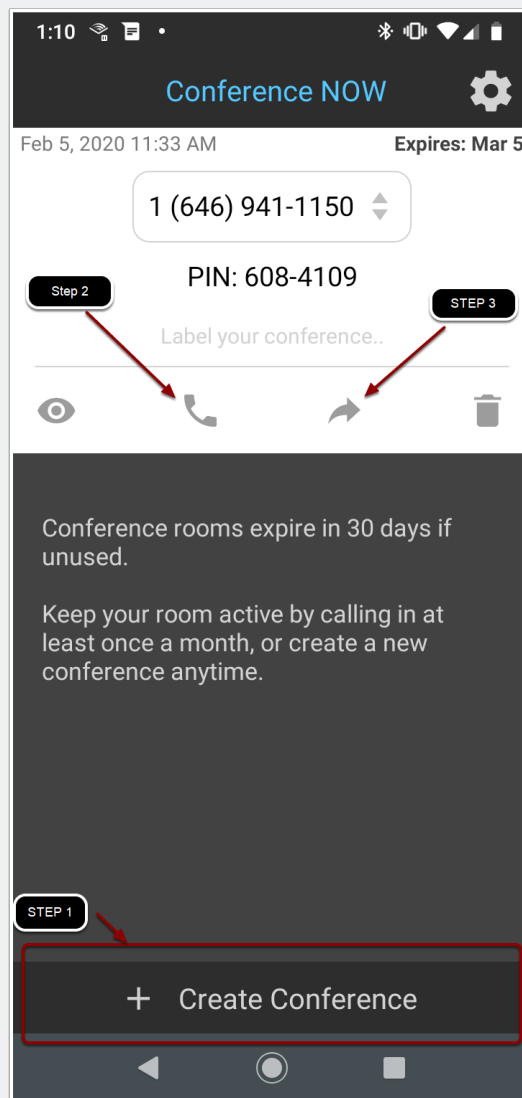 1:10
Conference NOW
Feb 5, 2020 11:33 AM Expires: Mar 5
1 (646) 941-1150
PIN: 608-4109
Step 2
STEP 3
Label your conference..
Conference rooms expire in 30 days if
unused.
Keep your room active by calling in at
least once a month, or create a new
conference anytime.
STEP 1
+ Create Conference